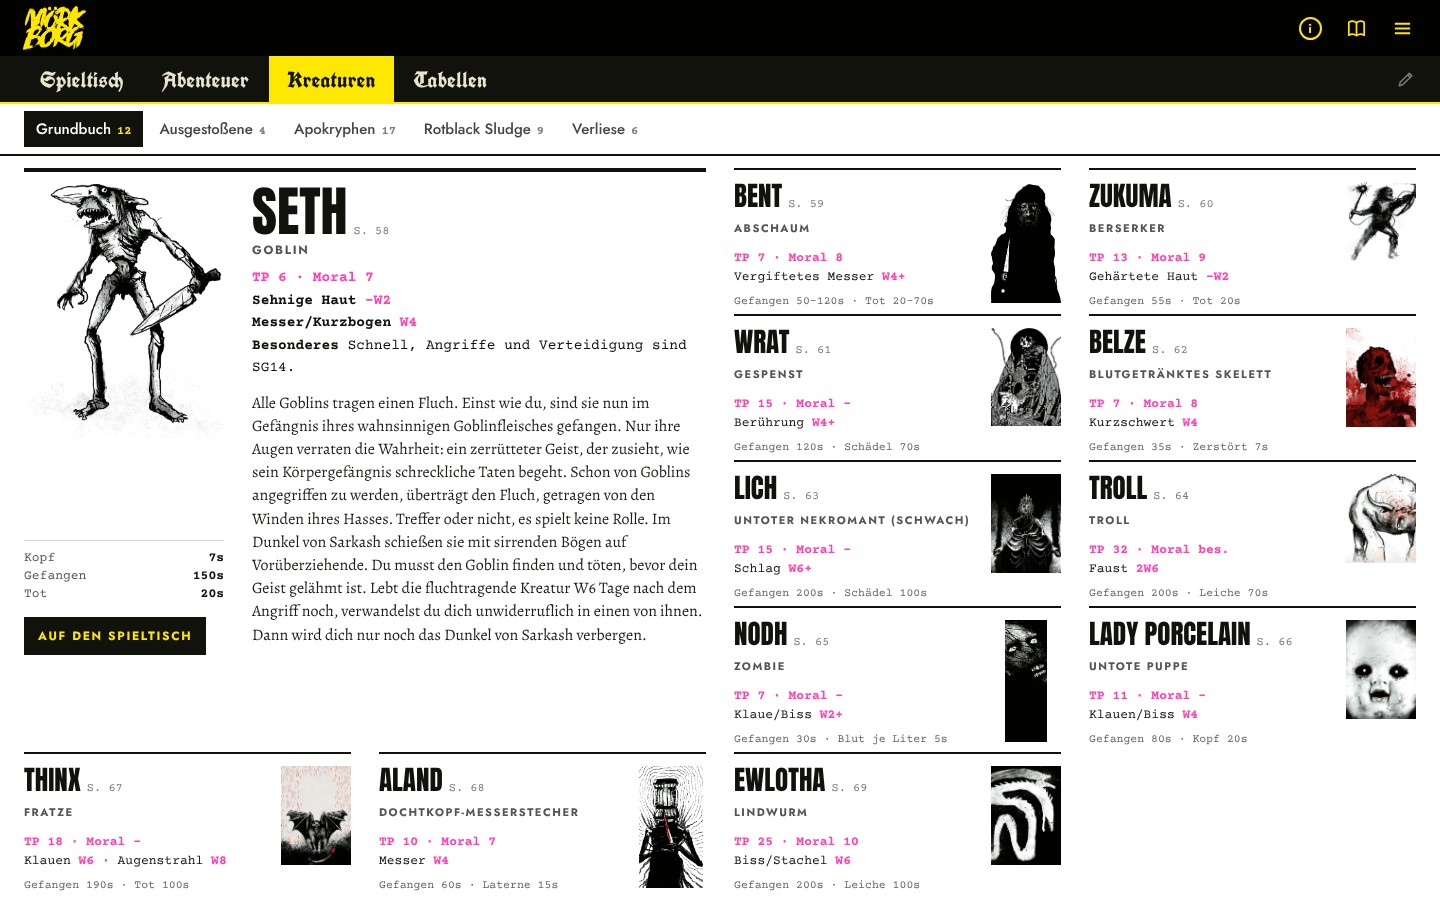 MÖRK
BORG
Spieltisch
Abenteuer
Kreaturen
Tabellen
Grundbuch 12
Ausgestoßene 4
Apokryphen 17
Rotblack Sludge 9
Verliese 6
SETH S. 58
GOBLIN
TP 6 · Moral 7
Sehnige Haut -W2
Messer/Kurzbogen W4
Besonderes Schnell, Angriffe und Verteidigung sind
SG14.
Alle Goblins tragen einen Fluch. Einst wie du, sind sie nun im
Gefängnis ihres wahnsinnigen Goblinfleisches gefangen. Nur ihre
Augen verraten die Wahrheit: ein zerrütteter Geist, der zusieht, wie
sein Körpergefängnis schreckliche Taten begeht. Schon von Goblins
angegriffen zu werden, überträgt den Fluch, getragen von den
Winden ihres Hasses. Treffer oder nicht, es spielt keine Rolle. Im
Dunkel von Sarkash schießen sie mit sirrenden Bögen auf
Vorüberziehende. Du musst den Goblin finden und töten, bevor dein
Geist gelähmt ist. Lebt die fluchtragende Kreatur W6 Tage nach dem
Angriff noch, verwandelst du dich unwiderruflich in einen von ihnen.
Dann wird dich nur noch das Dunkel von Sarkash verbergen.
Kopf 7s
Gefangen 150s
Tot 20s
AUF DEN SPIELTISCH
BENT S. 59
ABSCHAUM
TP 7 · Moral 8
Vergiftetes Messer W4+
Gefangen 50-120s · Tot 20-70s
ZUKUMA S. 60
BERSERKER
TP 13 · Moral 9
Gehärtete Haut -W2
Gefangen 55s · Tot 20s
WRAT S. 61
GESPENST
TP 15 · Moral -
Berührung W4+
Gefangen 120s · Schädel 70s
BELZE S. 62
BLUTGETRÄNKTES SKELETT
TP 7 · Moral 8
Kurzschwert W4
Gefangen 35s · Zerstört 7s
LICH S. 63
UNTOTER NEKROMANT (SCHWACH)
TP 15 · Moral -
Schlag W6+
Gefangen 200s · Schädel 100s
TROLL S. 64
TROLL
TP 32 · Moral bes.
Faust 2W6
Gefangen 200s · Leiche 70s
NODH S. 65
ZOMBIE
TP 7 · Moral -
Klaue/Biss W2+
Gefangen 30s · Blut je Liter 5s
LADY PORCELAIN S. 66
UNTOTE PUPPE
TP 11 · Moral -
Klauen/Biss W4
Gefangen 80s · Kopf 20s
THINX S. 67
FRATZE
TP 18 · Moral -
Klauen W6 · Augenstrahl W8
Gefangen 190s · Tot 100s
ALAND S. 68
DOCHTKOPF-MESSERSTECHER
TP 10 · Moral 7
Messer W4
Gefangen 60s · Laterne 15s
EWLOTHA S. 69
LINDWURM
TP 25 · Moral 10
Biss/Stachel W6
Gefangen 200s · Leiche 100s